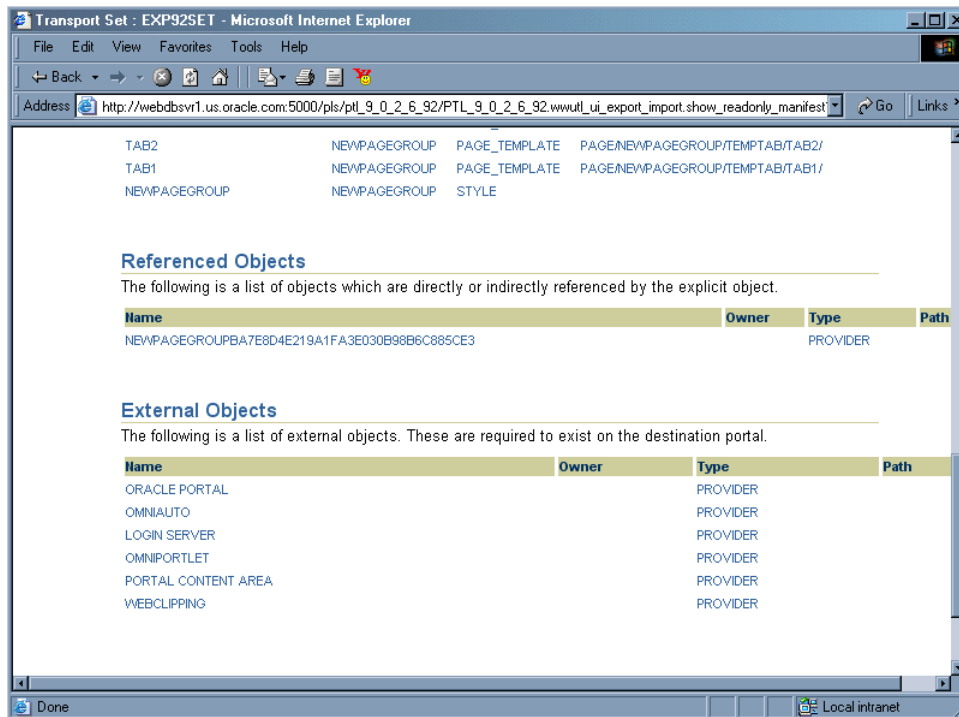 Transport Set : EXP92SET - Microsoft Internet Explorer
File Edit View Favorites Tools Help
Back
Address http://webdbsvr1.us.oracle.com:5000/pls/ptl_9_0_2_6_92/PTL_9_0_2_6_92.wwutl_ui_export_import.show_readonly_manifest Go Links
TAB2 NEWPAGEGROUP PAGE_TEMPLATE PAGE/NEWPAGEGROUP/TEMPTAB/TAB2/
TAB1 NEWPAGEGROUP PAGE_TEMPLATE PAGE/NEWPAGEGROUP/TEMPTAB/TAB1/
NEWPAGEGROUP NEWPAGEGROUP STYLE
Referenced Objects
The following is a list of objects which are directly or indirectly referenced by the explicit object.
Name Owner Type Path
NEWPAGEGROUPBA7E8D4E219A1FA3E030B98B6C885CE3 PROVIDER
External Objects
The following is a list of external objects. These are required to exist on the destination portal.
Name Owner Type Path
ORACLE PORTAL PROVIDER
OMNIAUTO PROVIDER
LOGIN SERVER PROVIDER
OMNIPORTLET PROVIDER
PORTAL CONTENT AREA PROVIDER
WEBCLIPPING PROVIDER
Done Local intranet